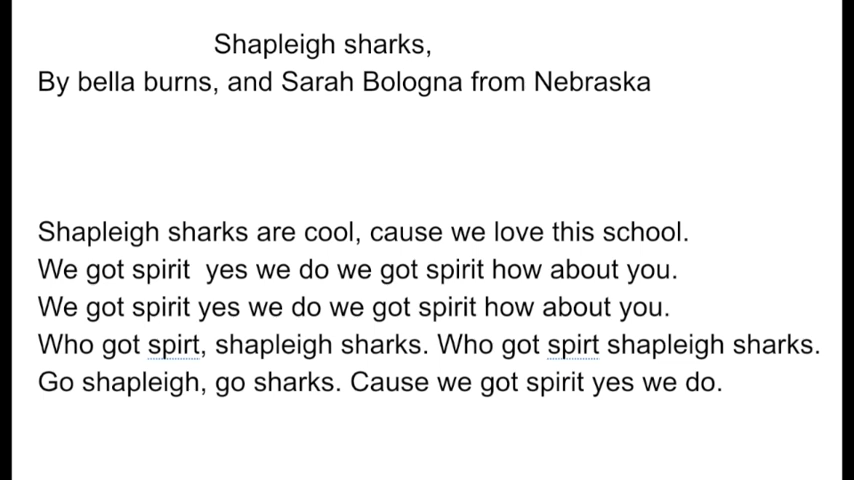 Shapleigh sharks,
By bella burns, and Sarah Bologna from Nebraska
Shapleigh sharks are cool, cause we love this school.
We got spirit  yes we do we got spirit how about you.
We got spirit yes we do we got spirit how about you.
Who got spirt, shapleigh sharks. Who got spirt shapleigh sharks.
Go shapleigh, go sharks. Cause we got spirit yes we do.